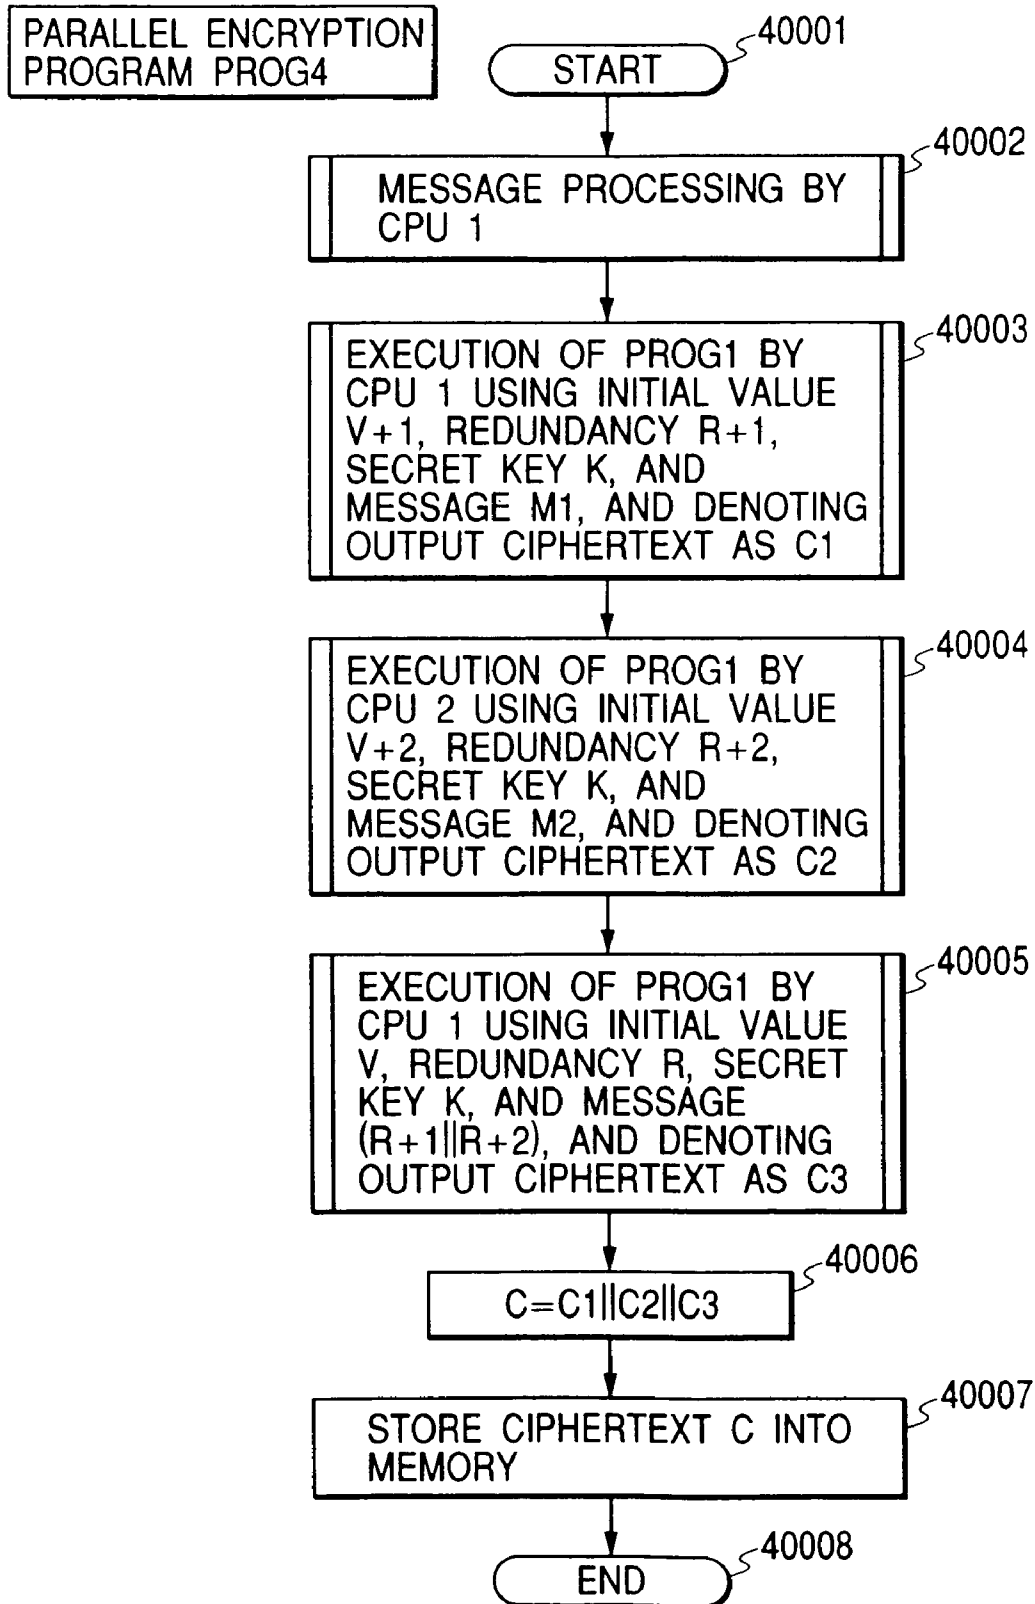 PARALLEL ENCRYPTION
PROGRAM PROG4
START
40001
MESSAGE PROCESSING BY
CPU 1
40002
EXECUTION OF PROG1 BY
CPU 1 USING INITIAL VALUE
V+1, REDUNDANCY R+1,
SECRET KEY K, AND
MESSAGE M1, AND DENOTING
OUTPUT CIPHERTEXT AS C1
40003
EXECUTION OF PROG1 BY
CPU 2 USING INITIAL VALUE
V+2, REDUNDANCY R+2,
SECRET KEY K, AND
MESSAGE M2, AND DENOTING
OUTPUT CIPHERTEXT AS C2
40004
EXECUTION OF PROG1 BY
CPU 1 USING INITIAL VALUE
V, REDUNDANCY R, SECRET
KEY K, AND MESSAGE
(R+1||R+2), AND DENOTING
OUTPUT CIPHERTEXT AS C3
40005
C=C1||C2||C3
40006
STORE CIPHERTEXT C INTO
MEMORY
40007
END
40008